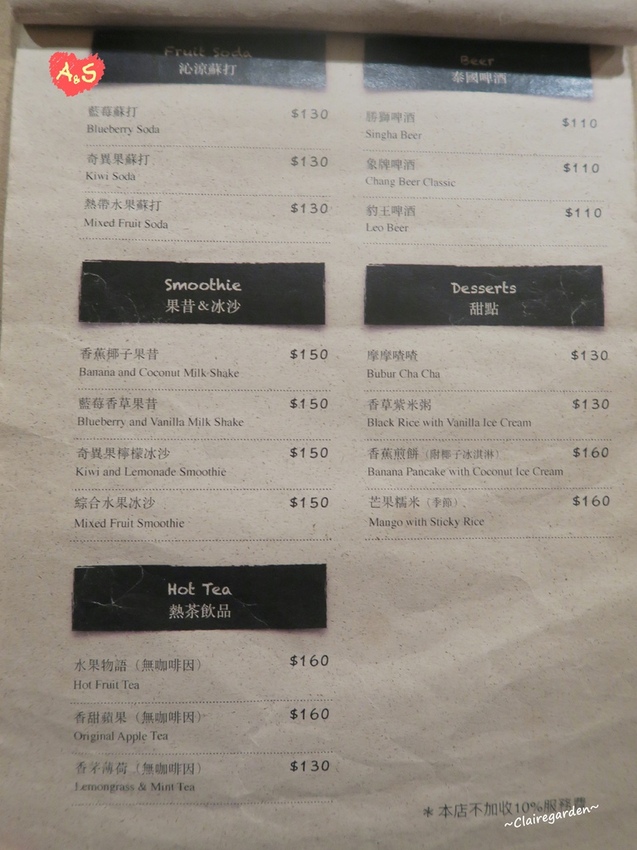 A&S
Fruit Soda
沁涼蘇打
藍莓蘇打 $130
Blueberry Soda
奇異果蘇打 $130
Kiwi Soda
熱帶水果蘇打 $130
Mixed Fruit Soda
Smoothie
果昔&冰沙
香蕉椰子果昔 $150
Banana and Coconut Milk Shake
藍莓香草果昔 $150
Blueberry and Vanilla Milk Shake
奇異果檸檬冰沙 $150
Kiwi and Lemonade Smoothie
綜合水果冰沙 $150
Mixed Fruit Smoothie
Hot Tea
熱茶飲品
水果物語（無咖啡因） $160
Hot Fruit Tea
香甜蘋果（無咖啡因） $160
Original Apple Tea
香茅薄荷（無咖啡因） $130
Lemongrass & Mint Tea
Beer
泰國啤酒
勝獅啤酒 $110
Singha Beer
象牌啤酒 $110
Chang Beer Classic
豹王啤酒 $110
Leo Beer
Desserts
甜點
摩摩喳喳 $130
Bubur Cha Cha
香草紫米粥 $130
Black Rice with Vanilla Ice Cream
香蕉煎餅（附椰子冰淇淋） $160
Banana Pancake with Coconut Ice Cream
芒果糯米（季節） $160
Mango with Sticky Rice
＊本店不加收10%服務費
~Clairegarden~